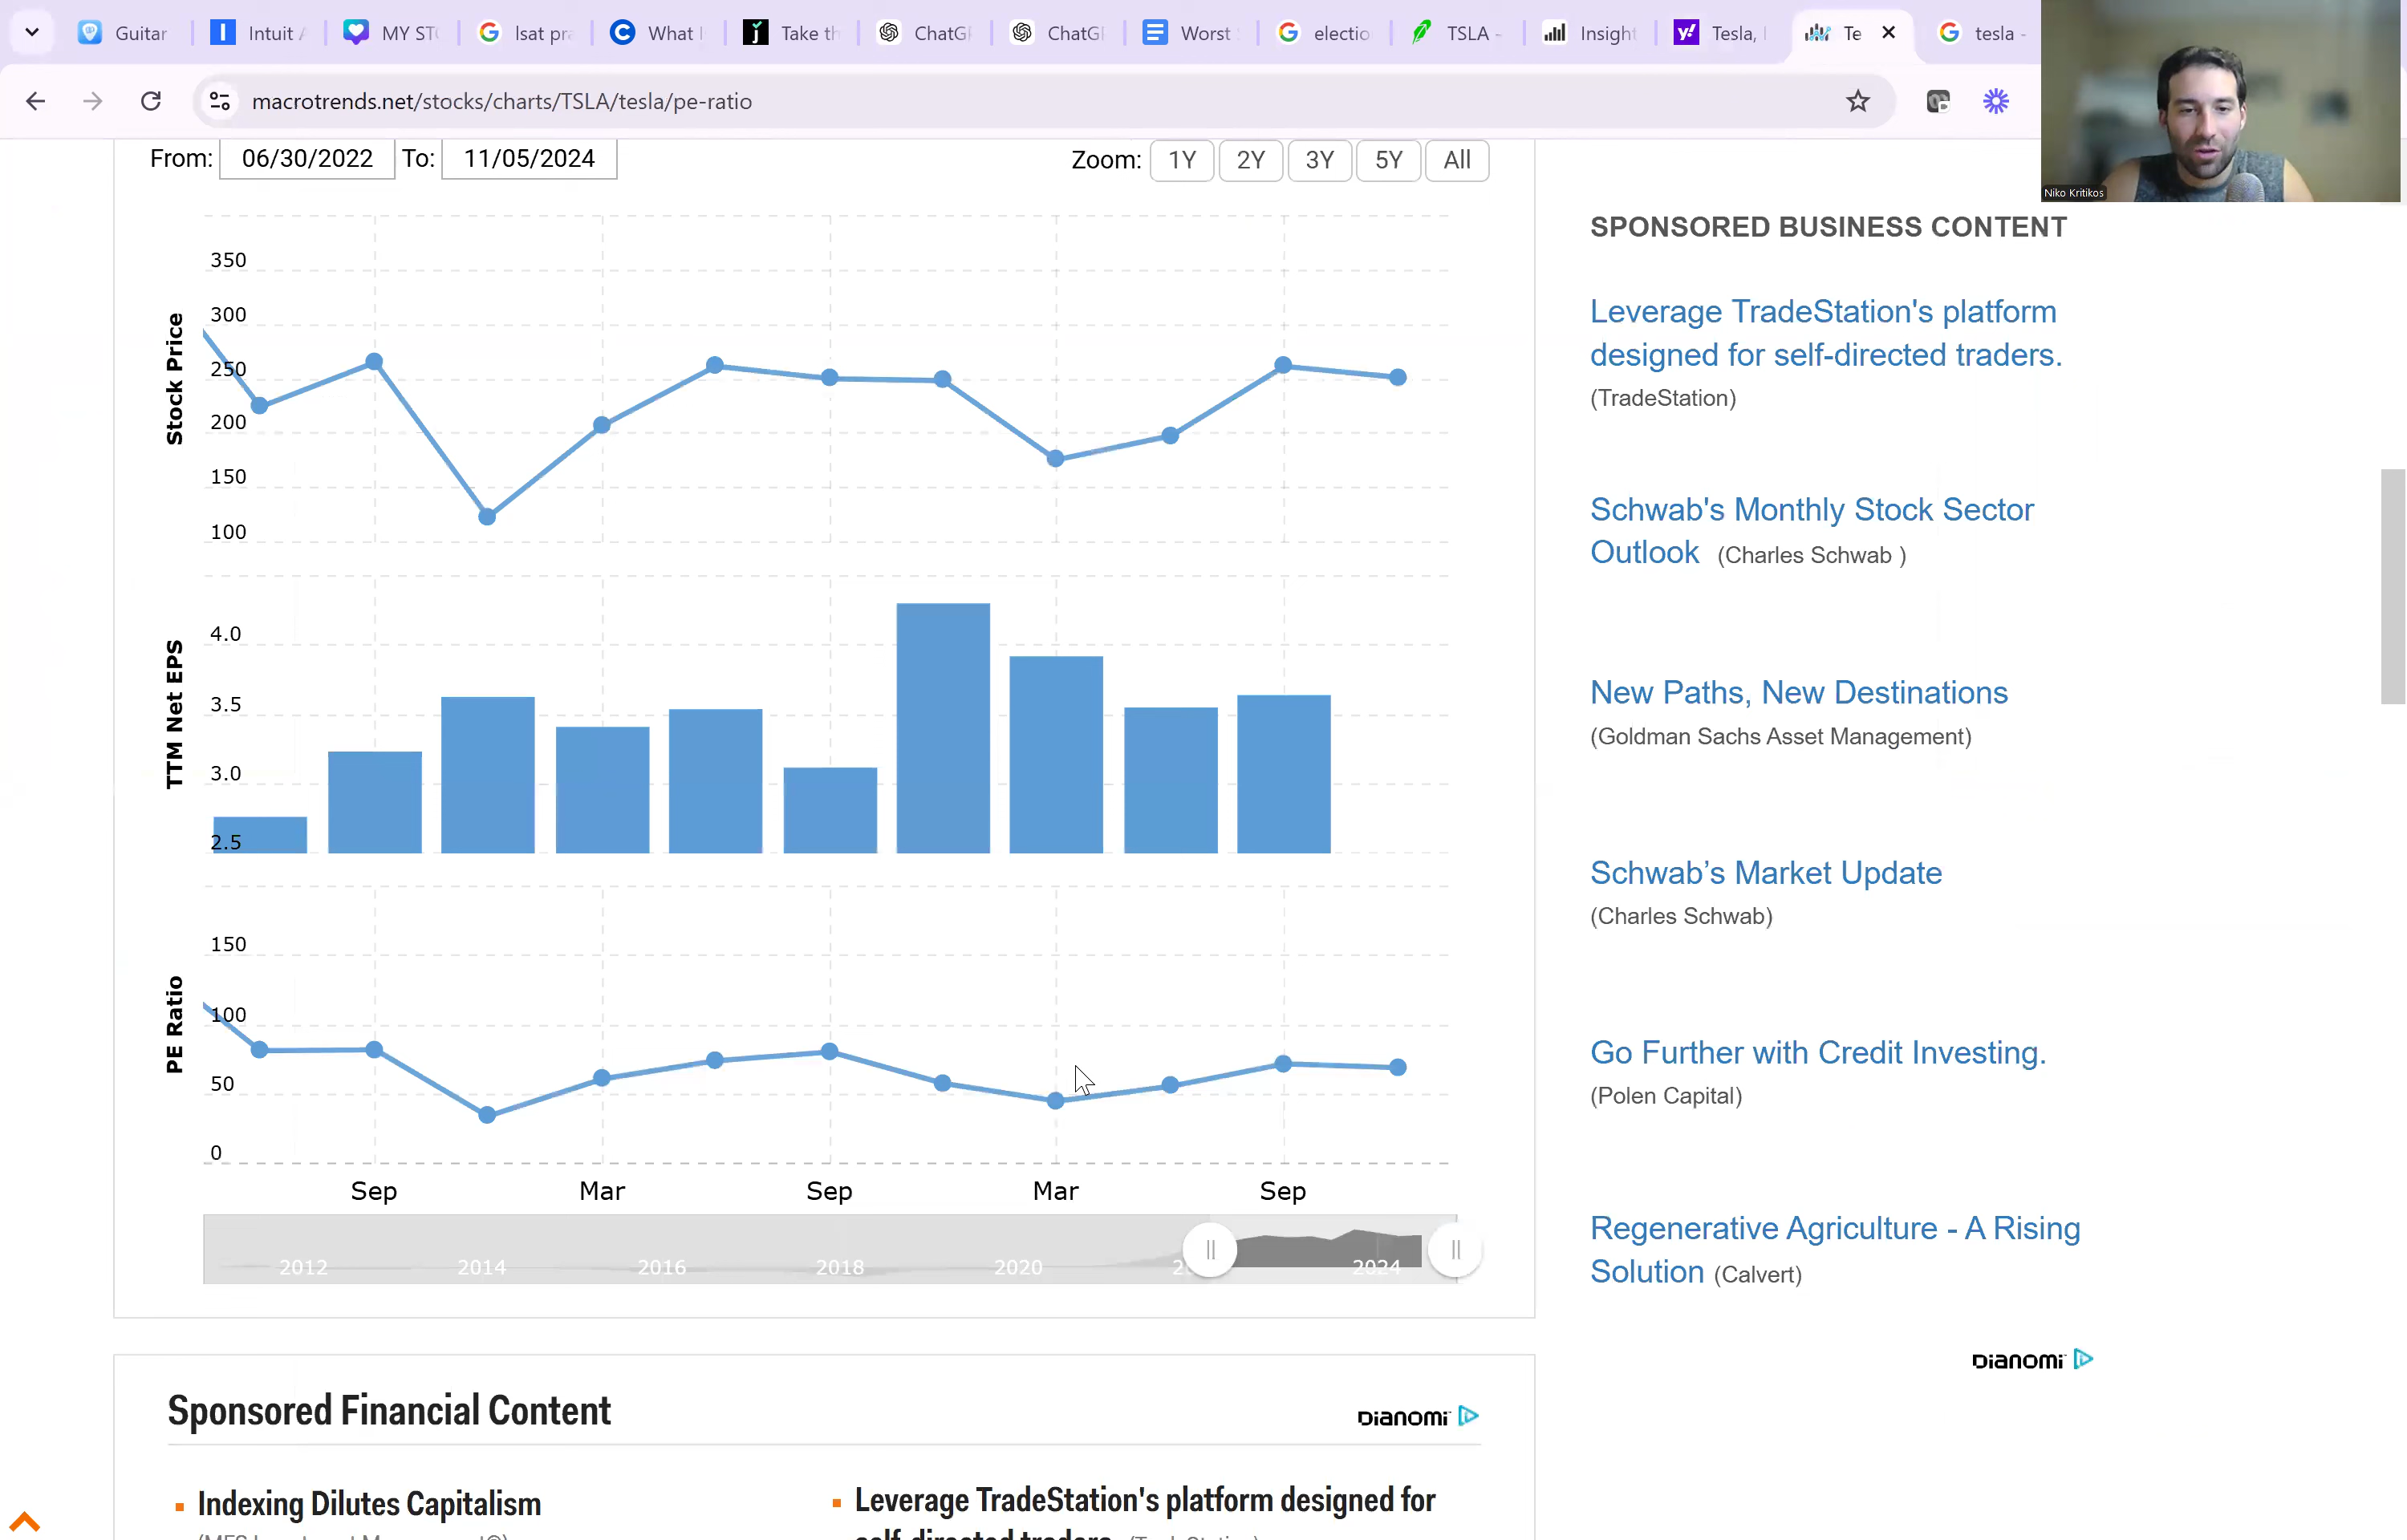 Guitar
Intuit
MY ST
lsat pra
What
Take th
ChatG
ChatG
Worst
electio
TSLA -
Insight
Tesla,
Te
tesla -
macrotrends.net/stocks/charts/TSLA/tesla/pe-ratio
Niko Kritikos
From: 06/30/2022 To: 11/05/2024
Zoom: 1Y 2Y 3Y 5Y All
Stock Price
350
300
250
200
150
100
TTM Net EPS
4.0
3.5
3.0
2.5
PE Ratio
150
100
50
0
Sep Mar Sep Mar Sep
2012 2014 2016 2018 2020 2024
SPONSORED BUSINESS CONTENT
Leverage TradeStation's platform
designed for self-directed traders.
(TradeStation)
Schwab's Monthly Stock Sector
Outlook (Charles Schwab )
New Paths, New Destinations
(Goldman Sachs Asset Management)
Schwab’s Market Update
(Charles Schwab)
Go Further with Credit Investing.
(Polen Capital)
Regenerative Agriculture - A Rising
Solution (Calvert)
DIANOMI
Sponsored Financial Content
DIANOMI
Indexing Dilutes Capitalism
Leverage TradeStation's platform designed for
self-directed traders